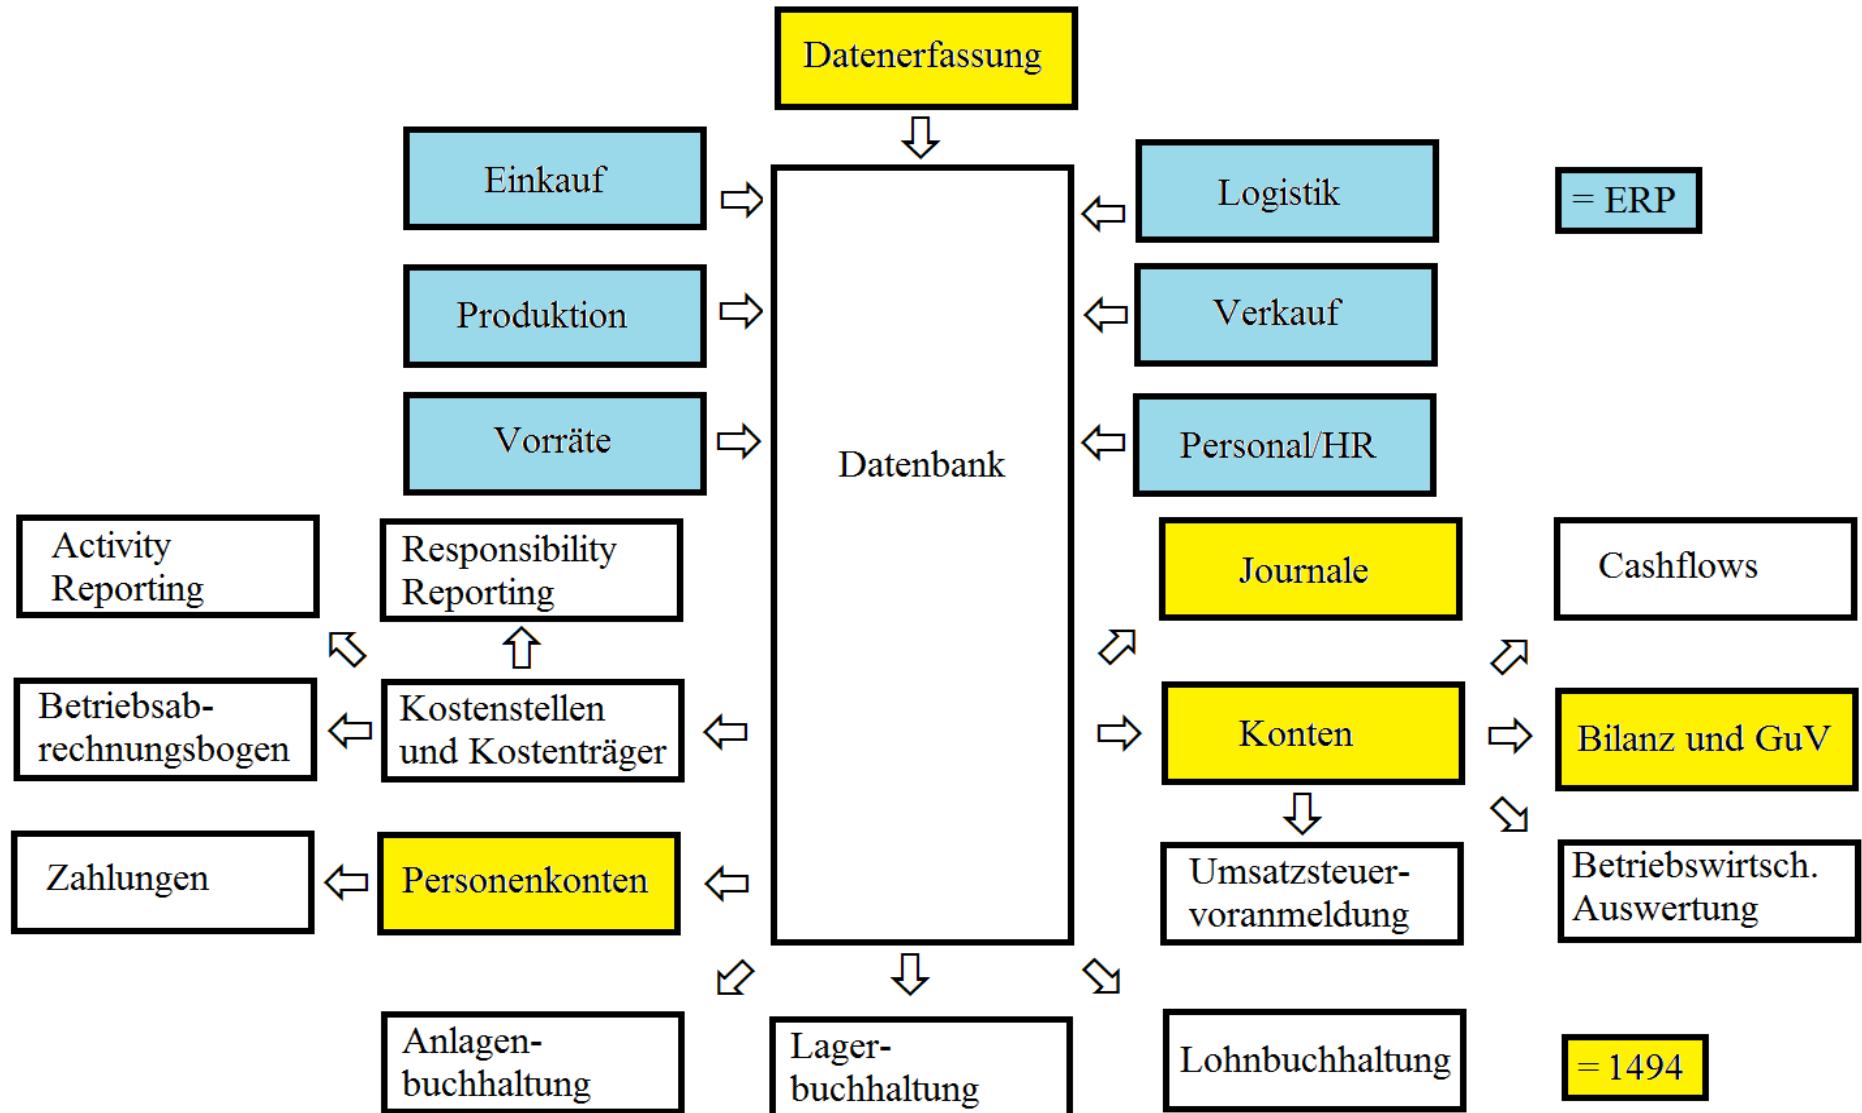 Datenerfassung
Einkauf
Logistik
= ERP
Produktion
Verkauf
Vorräte
Personal/HR
Datenbank
Activity
Reporting
Responsibility
Reporting
Journale
Cashflows
Betriebsab-
rechnungsbogen
Kostenstellen
und Kostenträger
Konten
Bilanz und GuV
Zahlungen
Personenkonten
Umsatzsteuer-
voranmeldung
Betriebswirtsch.
Auswertung
Anlagen-
buchhaltung
Lager-
buchhaltung
Lohnbuchhaltung
= 1494